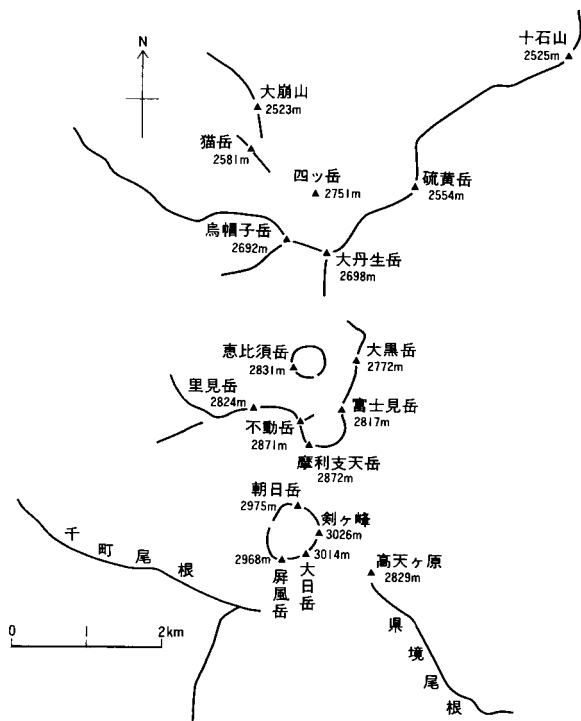 十石山
2525m
N
大崩山
2523m
猫岳
2581m
四ッ岳
2751m
硫黄岳
2554m
烏帽子岳
2692m
大丹生岳
2698m
恵比須岳
2831m
大黒岳
2772m
里見岳
2824m
富士見岳
2817m
不動岳
2871m
摩利支天岳
2872m
朝日岳
2975m
剣ヶ峰
3026m
3014m
大日岳
2968m
屏風岳
高天ヶ原
2829m
千町尾根
県境尾根
0 1 2km